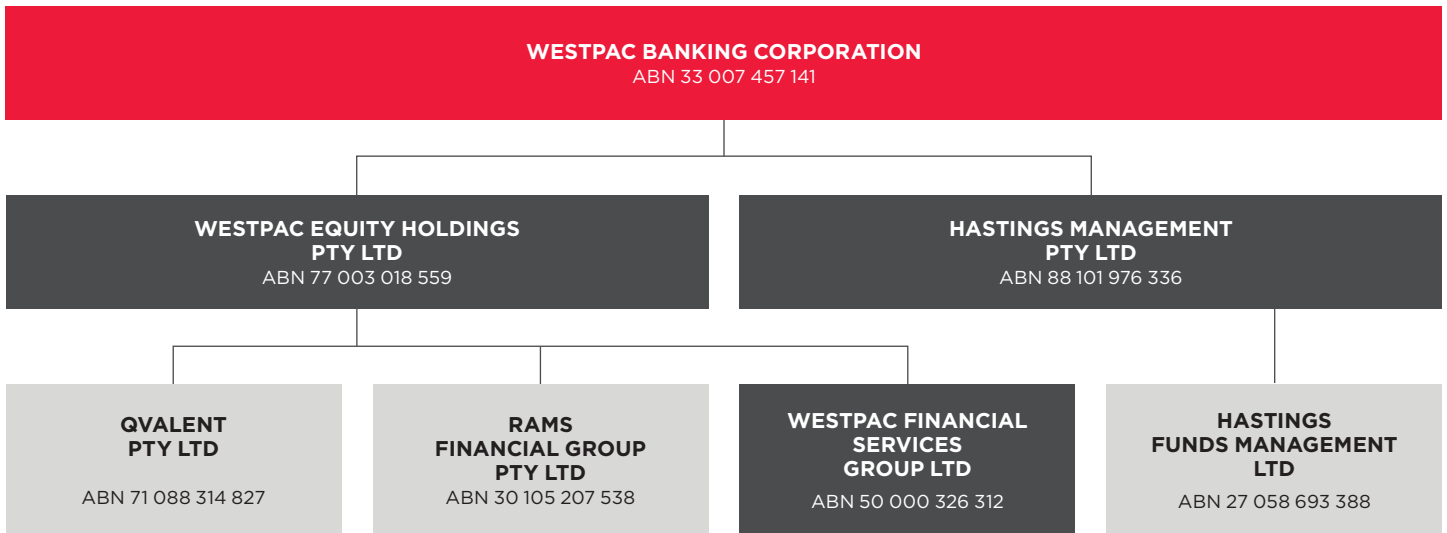 WESTPAC BANKING CORPORATION
ABN 33 007 457 141
WESTPAC EQUITY HOLDINGS
PTY LTD
ABN 77 003 018 559
HASTINGS MANAGEMENT
PTY LTD
ABN 88 101 976 336
QVALENT
PTY LTD
ABN 71 088 314 827
RAMS
FINANCIAL GROUP
PTY LTD
ABN 30 105 207 538
WESTPAC FINANCIAL
SERVICES
GROUP LTD
ABN 50 000 326 312
HASTINGS
FUNDS MANAGEMENT
LTD
ABN 27 058 693 388